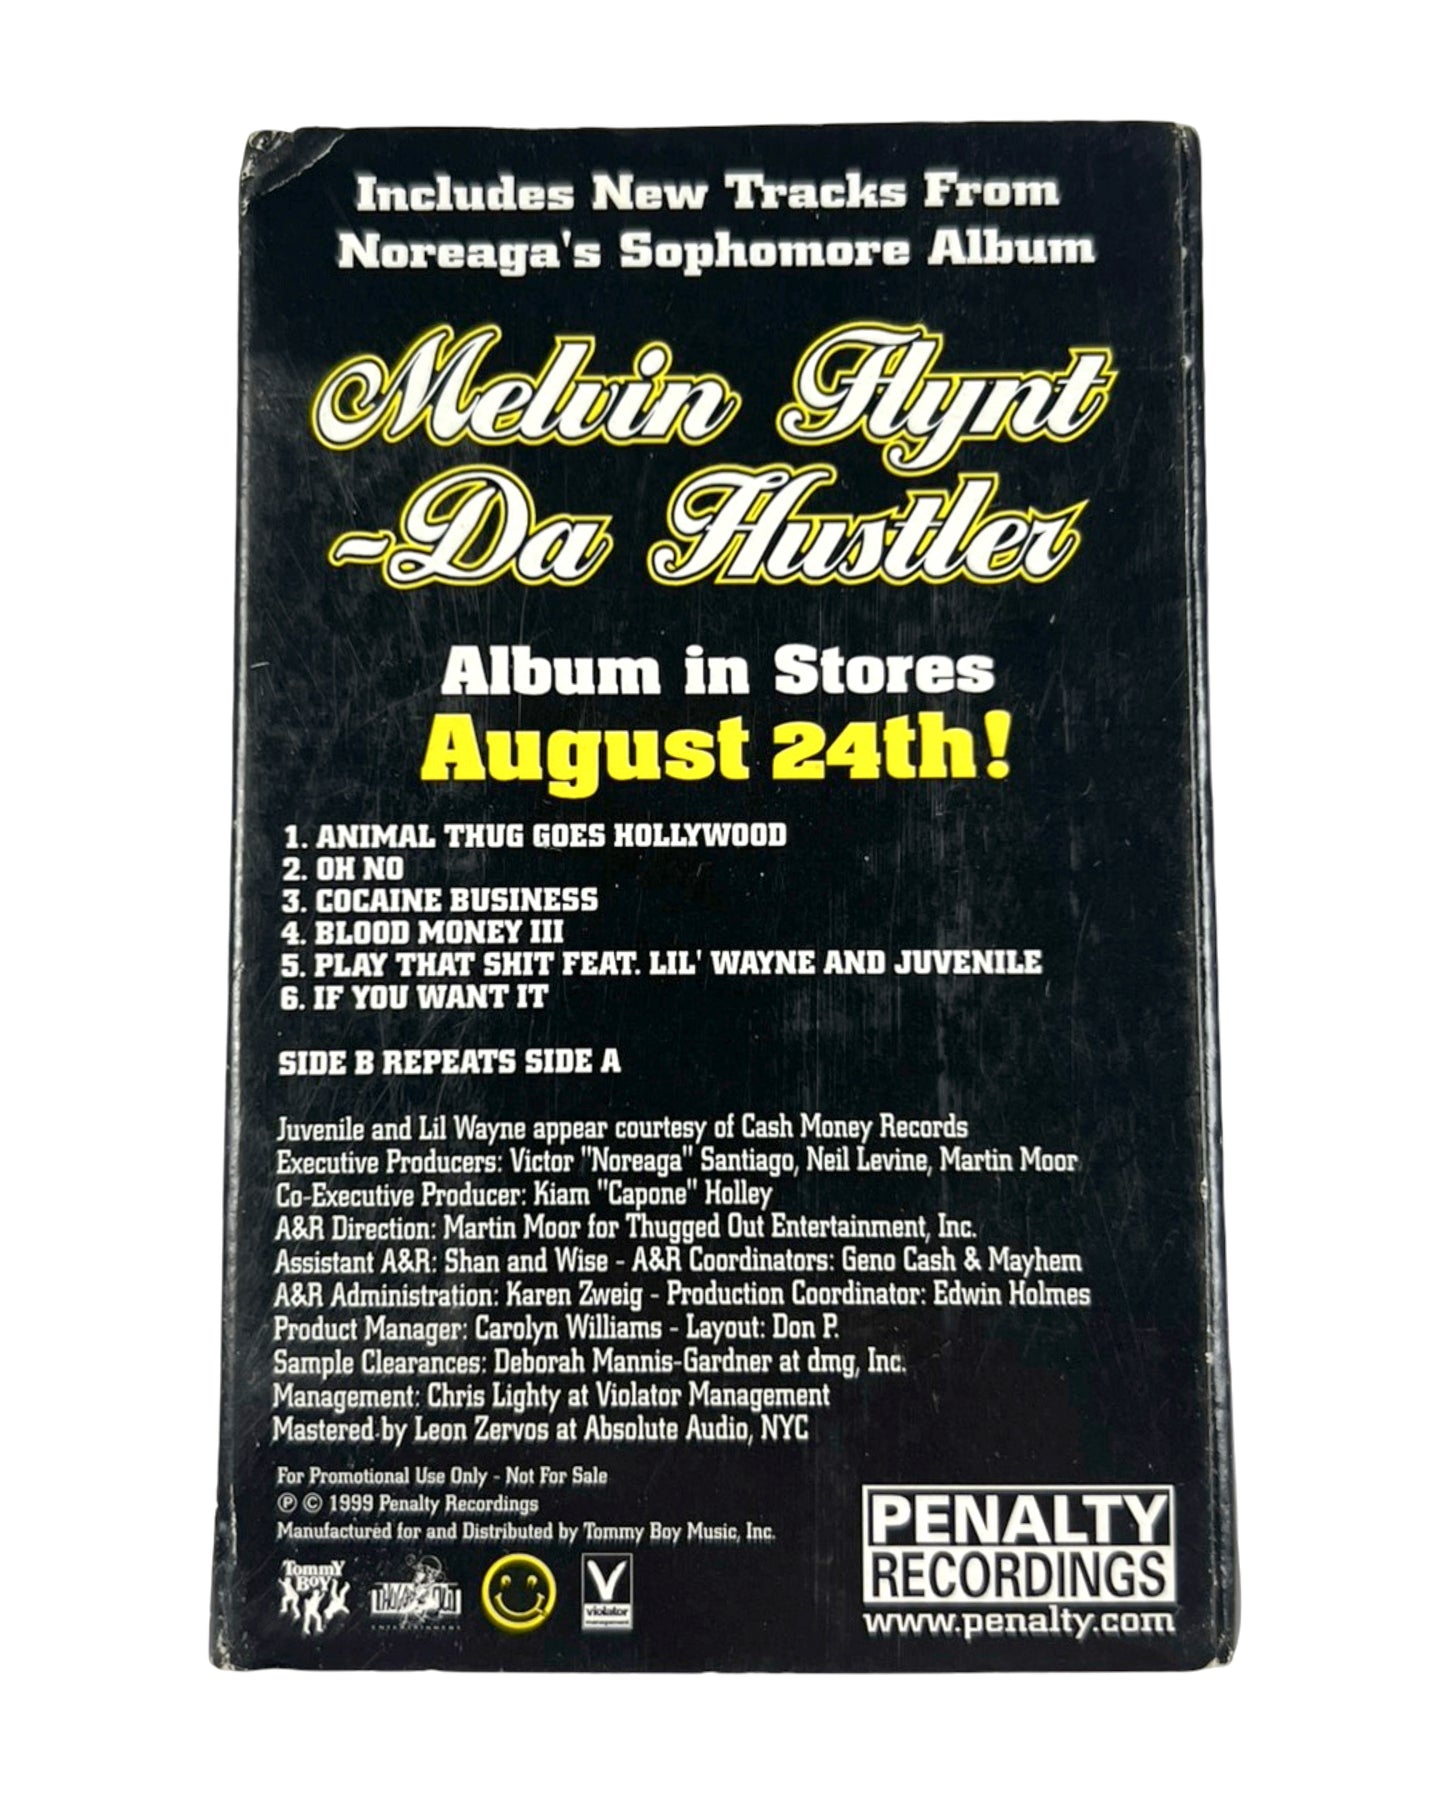 Includes New Tracks From
Noreaga's Sophomore Album
Melvin Flynt
~Da Hustler
Album in Stores
August 24th!
1. ANIMAL THUG GOES HOLLYWOOD
2. OH NO
3. COCAINE BUSINESS
4. BLOOD MONEY III
5. PLAY THAT SHIT FEAT. LIL' WAYNE AND JUVENILE
6. IF YOU WANT IT
SIDE B REPEATS SIDE A
Juvenile and Lil Wayne appear courtesy of Cash Money Records
Executive Producers: Victor "Noreaga" Santiago, Neil Levine, Martin Moor
Co-Executive Producer: Kiam "Capone" Holley
A&R Direction: Martin Moor for Thugged Out Entertainment, Inc.
Assistant A&R: Shan and Wise - A&R Coordinators: Geno Cash & Mayhem
A&R Administration: Karen Zweig - Production Coordinator: Edwin Holmes
Product Manager: Carolyn Williams - Layout: Don P.
Sample Clearances: Deborah Mannis-Gardner at dmg, Inc.
Management: Chris Lighty at Violator Management
Mastered by Leon Zervos at Absolute Audio, NYC
For Promotional Use Only - Not For Sale
℗ © 1999 Penalty Recordings
Manufactured for and Distributed by Tommy Boy Music, Inc.
Tommy
Boy
OUT
ENTERTAINMENT
violator
management
PENALTY
RECORDINGS
www.penalty.com